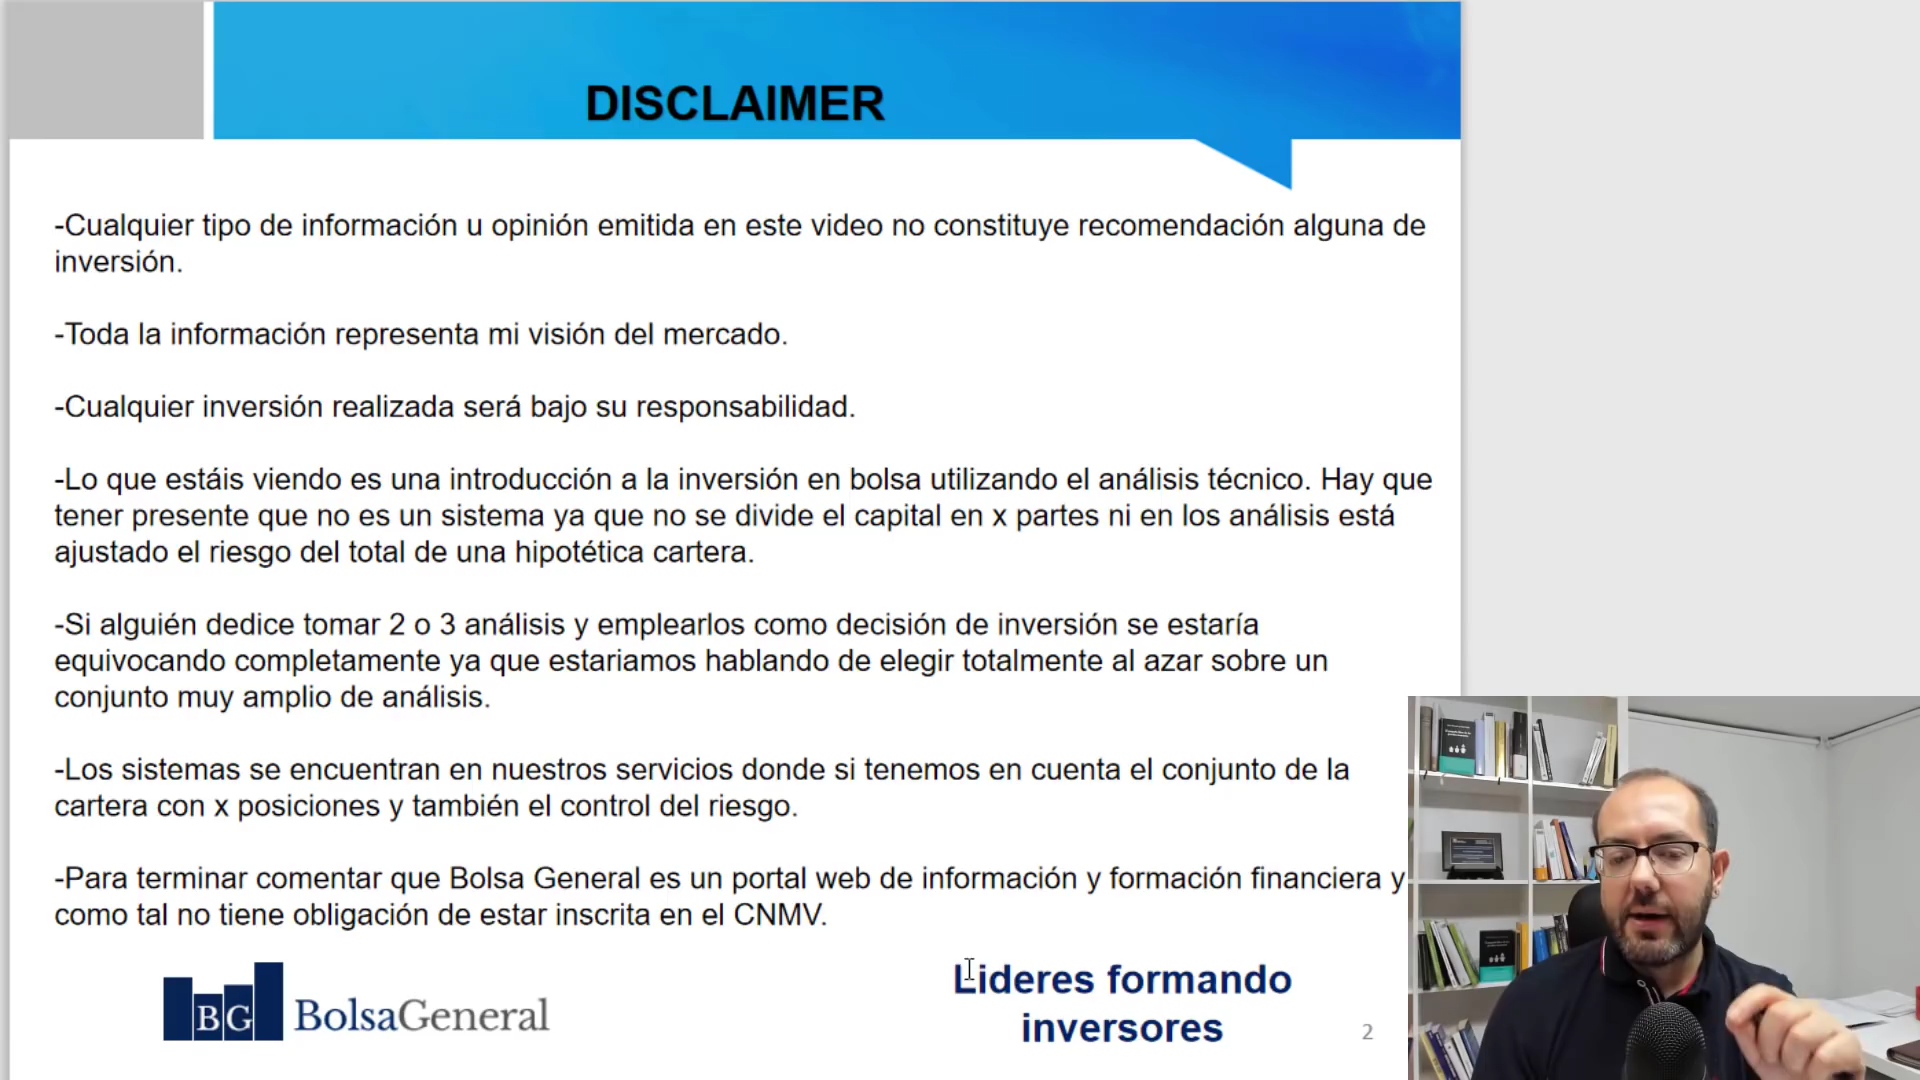 DISCLAIMER
-Cualquier tipo de información u opinión emitida en este video no constituye recomendación alguna de
inversión.
-Toda la información representa mi visión del mercado.
-Cualquier inversión realizada será bajo su responsabilidad.
-Lo que estáis viendo es una introducción a la inversión en bolsa utilizando el análisis técnico. Hay que
tener presente que no es un sistema ya que no se divide el capital en x partes ni en los análisis está
ajustado el riesgo del total de una hipotética cartera.
-Si alguién dedice tomar 2 o 3 análisis y emplearlos como decisión de inversión se estaría
equivocando completamente ya que estariamos hablando de elegir totalmente al azar sobre un
conjunto muy amplio de análisis.
-Los sistemas se encuentran en nuestros servicios donde si tenemos en cuenta el conjunto de la
cartera con x posiciones y también el control del riesgo.
-Para terminar comentar que Bolsa General es un portal web de información y formación financiera y
como tal no tiene obligación de estar inscrita en el CNMV.
BG BolsaGeneral
Lideres formando
inversores
2